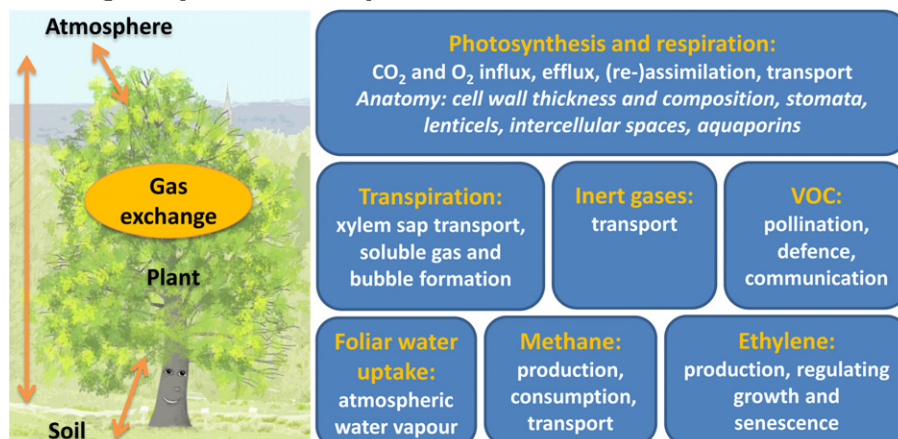 Atmosphere
Gas
exchange
Plant
Soil
Photosynthesis and respiration:
CO₂ and O₂ influx, efflux, (re-)assimilation, transport
Anatomy: cell wall thickness and composition, stomata,
lenticels, intercellular spaces, aquaporins
Transpiration:
xylem sap transport,
soluble gas and
bubble formation
Inert gases:
transport
VOC:
pollination,
defence,
communication
Foliar water
uptake:
atmospheric
water vapour
Methane:
production,
consumption,
transport
Ethylene:
production, regulating
growth and
senescence